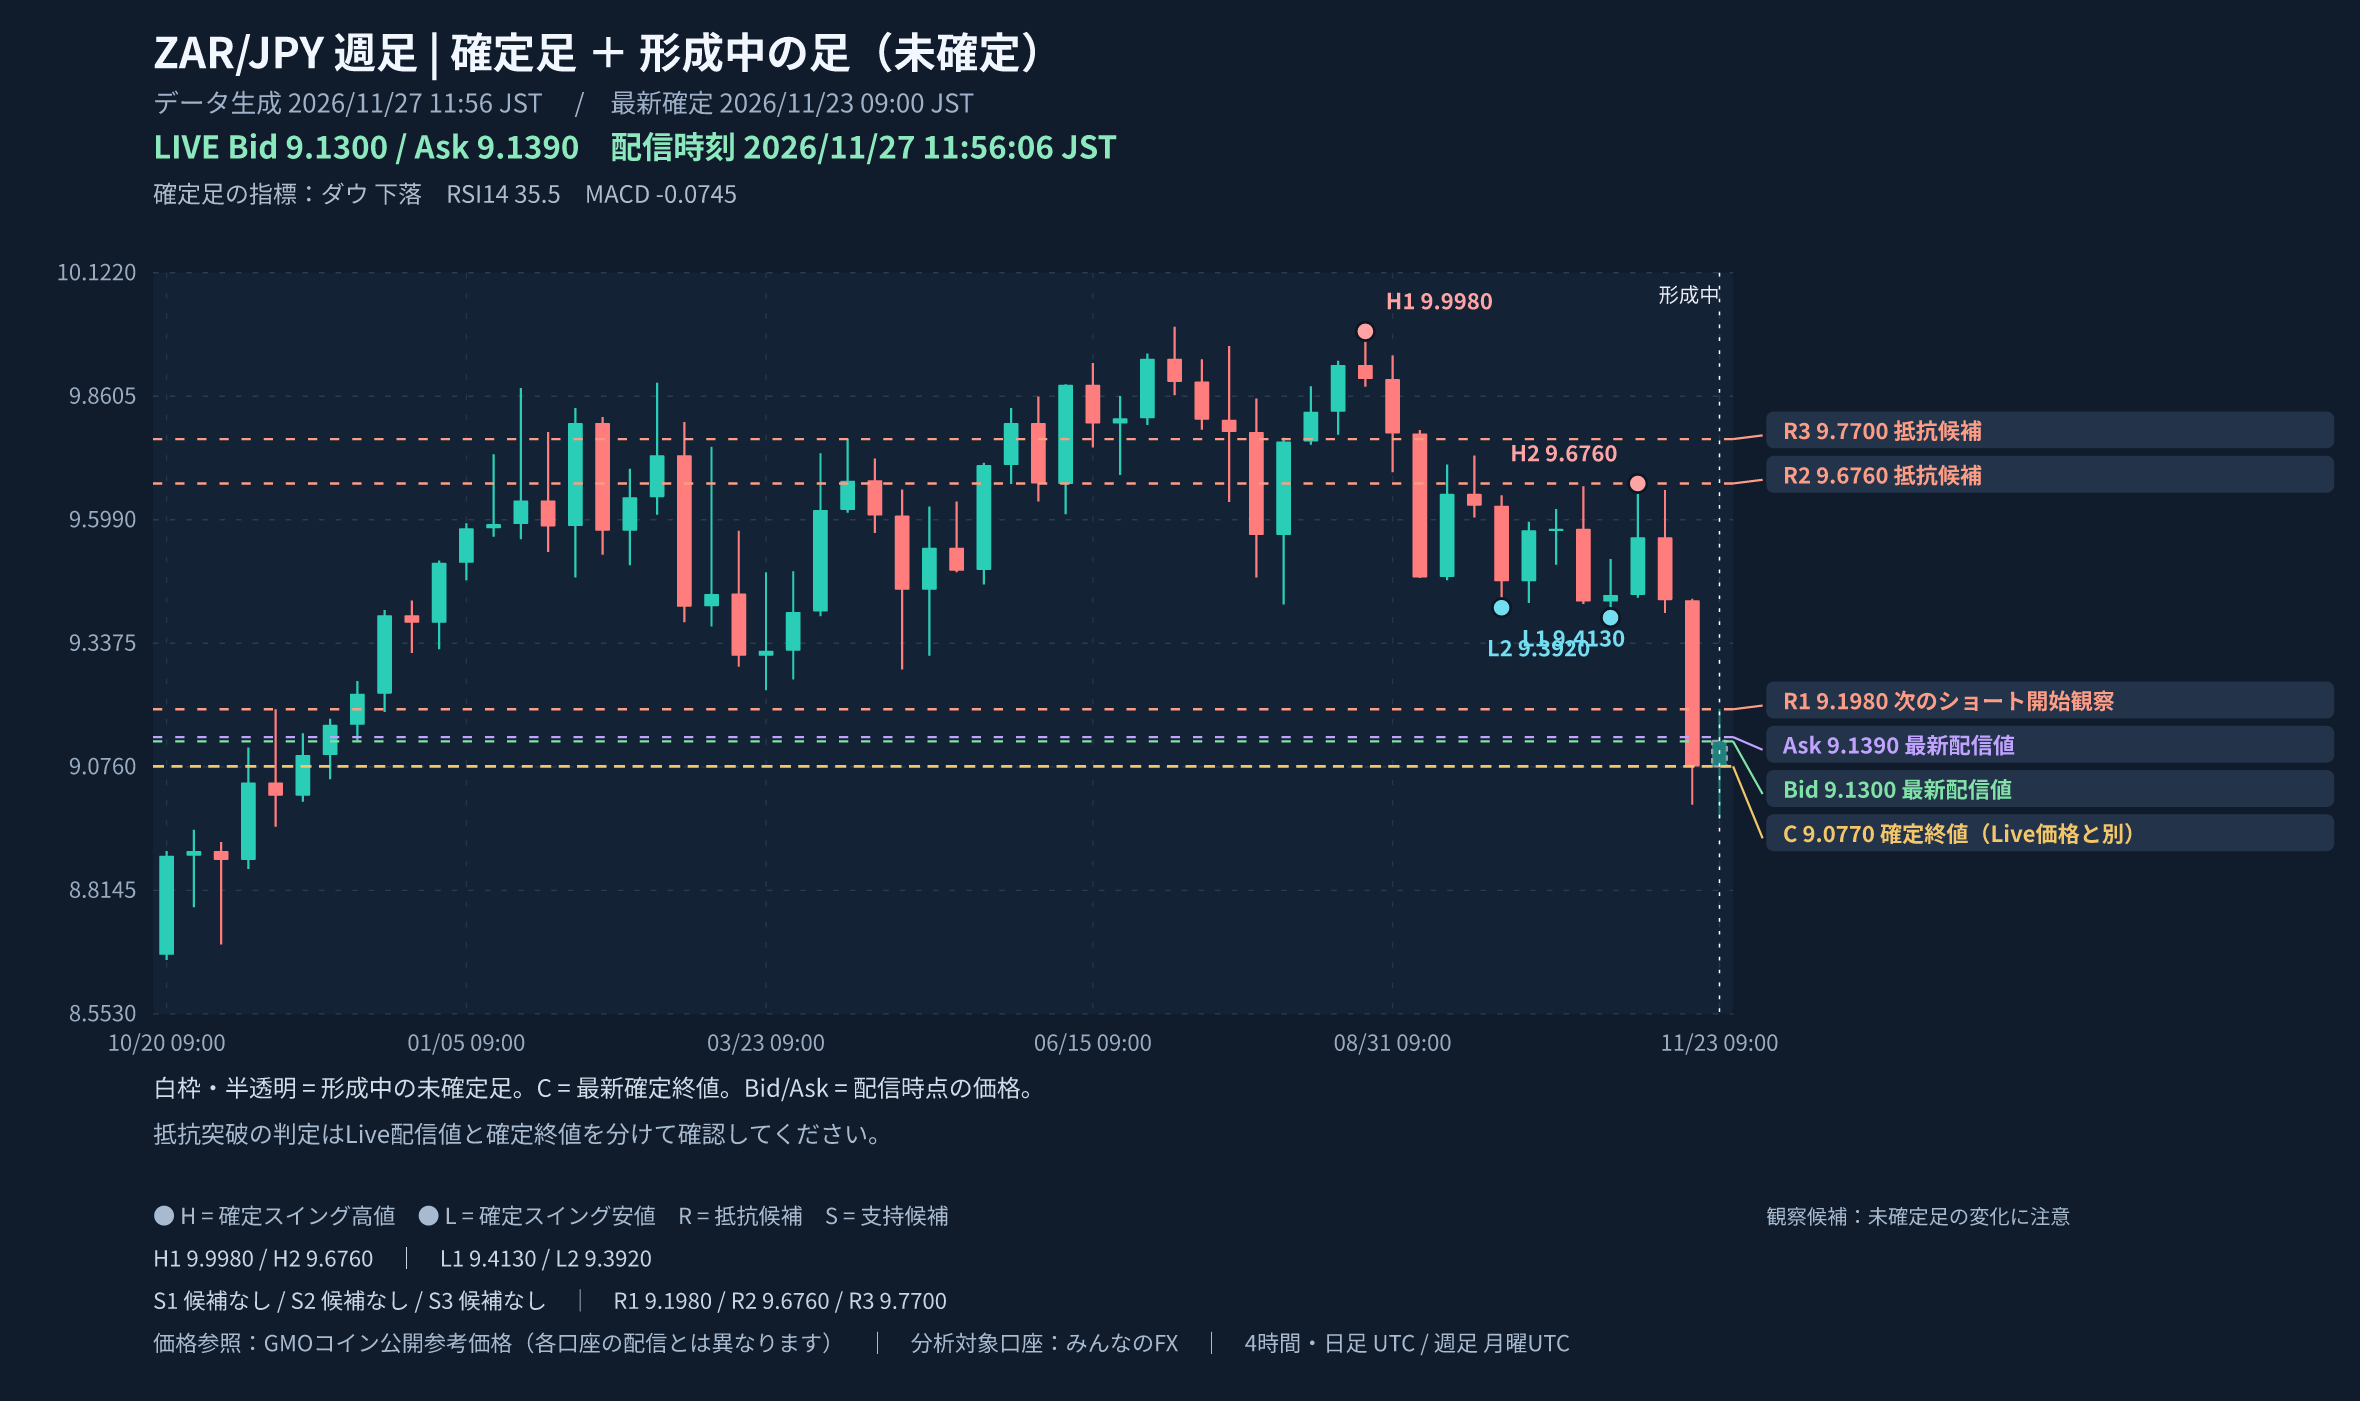 ZAR/JPY 週足 | 確定足 ＋ 形成中の足（未確定）
データ生成 2026/11/27 11:56 JST / 最新確定 2026/11/23 09:00 JST
LIVE Bid 9.1300 / Ask 9.1390 配信時刻 2026/11/27 11:56:06 JST
確定足の指標：ダウ 下落 RSI14 35.5 MACD -0.0745
10.1220
9.8605
9.5990
9.3375
9.0760
8.8145
8.5530
形成中
H1 9.9980
H2 9.6760
L1 9.4130
L2 9.3920
R3 9.7700 抵抗候補
R2 9.6760 抵抗候補
R1 9.1980 次のショート開始観察
Ask 9.1390 最新配信値
Bid 9.1300 最新配信値
C 9.0770 確定終値（Live価格と別）
10/20 09:00 01/05 09:00 03/23 09:00 06/15 09:00 08/31 09:00 11/23 09:00
白枠・半透明 = 形成中の未確定足。C = 最新確定終値。Bid/Ask = 配信時点の価格。
抵抗突破の判定はLive配信値と確定終値を分けて確認してください。
● H = 確定スイング高値 ● L = 確定スイング安値 R = 抵抗候補 S = 支持候補
観察候補：未確定足の変化に注意
H1 9.9980 / H2 9.6760 ｜ L1 9.4130 / L2 9.3920
S1 候補なし / S2 候補なし / S3 候補なし ｜ R1 9.1980 / R2 9.6760 / R3 9.7700
価格参照：GMOコイン公開参考価格（各口座の配信とは異なります） ｜ 分析対象口座：みんなのFX ｜ 4時間・日足 UTC / 週足 月曜UTC